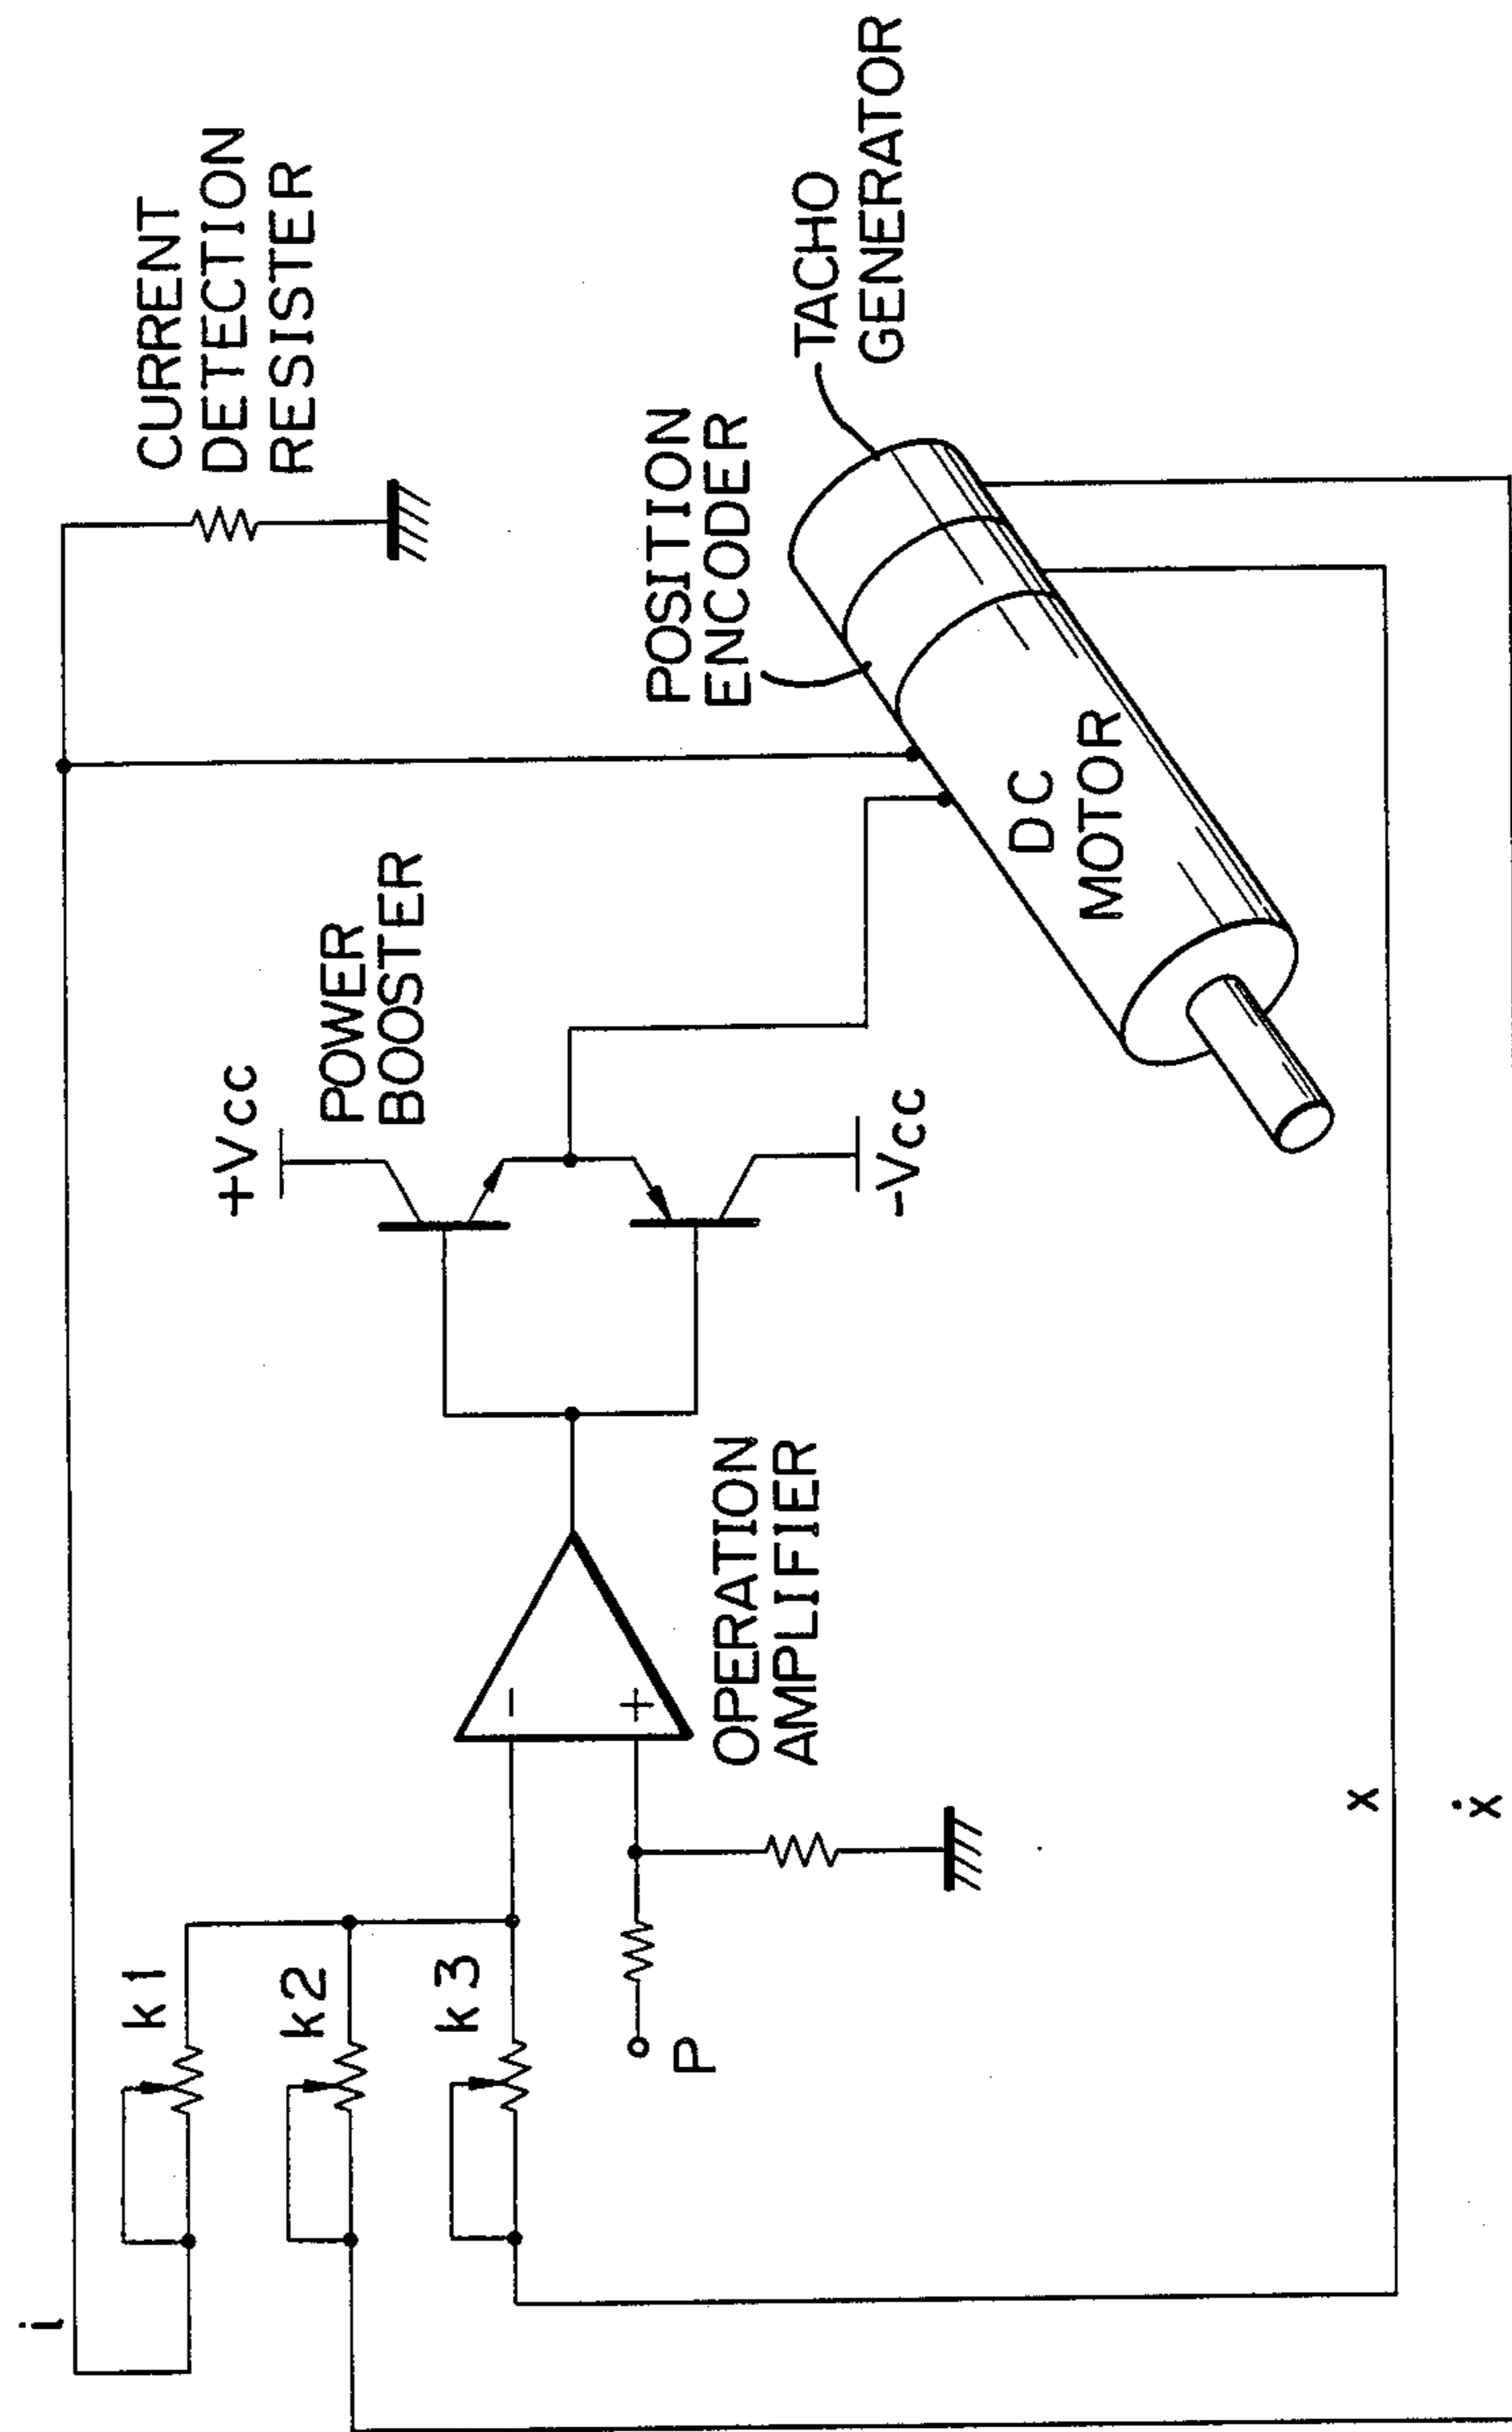 i
k1
k2
k3
P
OPERATION
AMPLIFIER
-
+
+Vcc
POWER
BOOSTER
-Vcc
CURRENT
DETECTION
RESISTER
POSITION
ENCODER
TACHO
GENERATOR
DC
MOTOR
x
ẋ